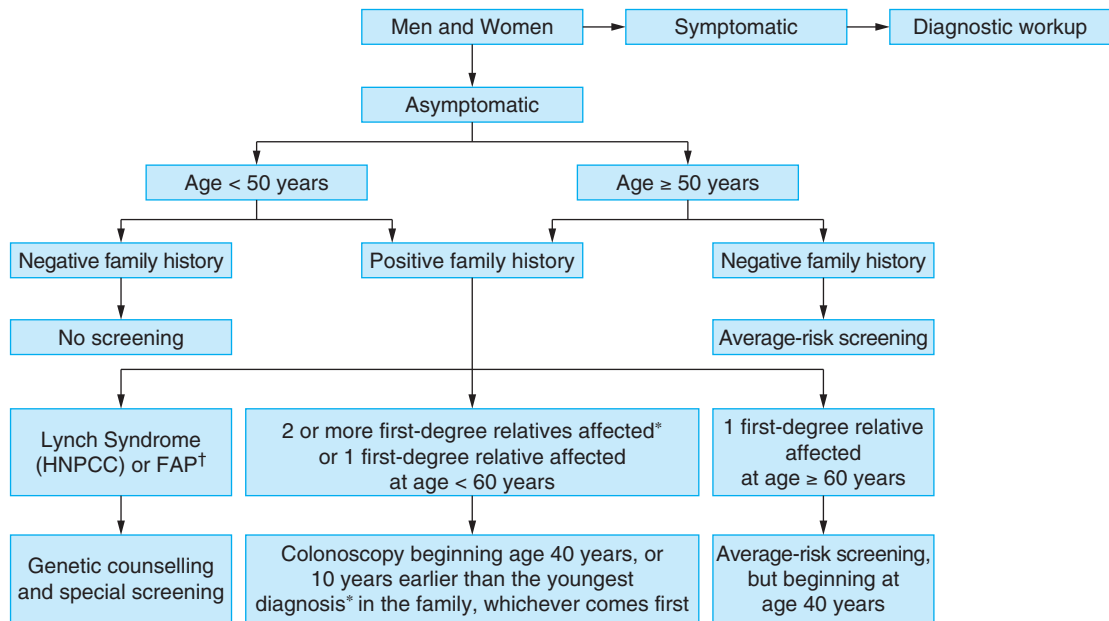 Men and Women
Symptomatic
Diagnostic workup
Asymptomatic
Age < 50 years
Age ≥ 50 years
Negative family history
Positive family history
Negative family history
No screening
Average-risk screening
Lynch Syndrome
(HNPCC) or FAP†
2 or more first-degree relatives affected*
or 1 first-degree relative affected
at age < 60 years
1 first-degree relative
affected
at age ≥ 60 years
Genetic counselling
and special screening
Colonoscopy beginning age 40 years, or
10 years earlier than the youngest
diagnosis* in the family, whichever comes first
Average-risk screening,
but beginning at
age 40 years